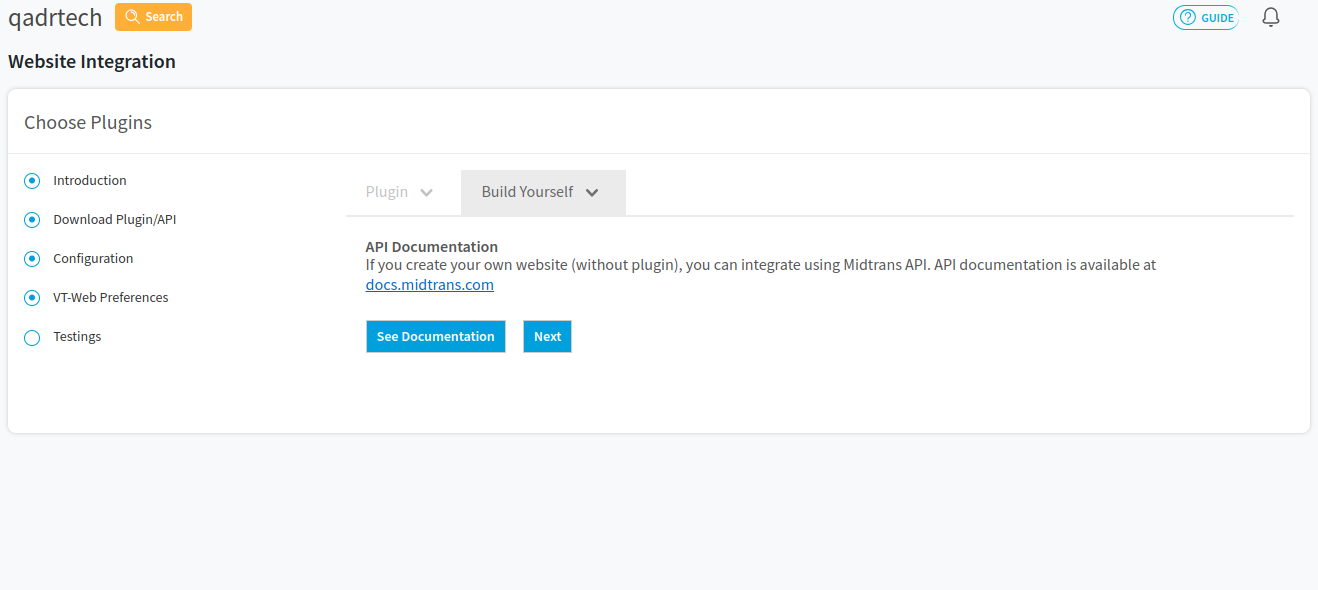 qadrtech
Search
GUIDE
Website Integration
Choose Plugins
Introduction
Download Plugin/API
Configuration
VT-Web Preferences
Testings
Plugin
Build Yourself
API Documentation
If you create your own website (without plugin), you can integrate using Midtrans API. API documentation is available at
docs.midtrans.com
See Documentation
Next